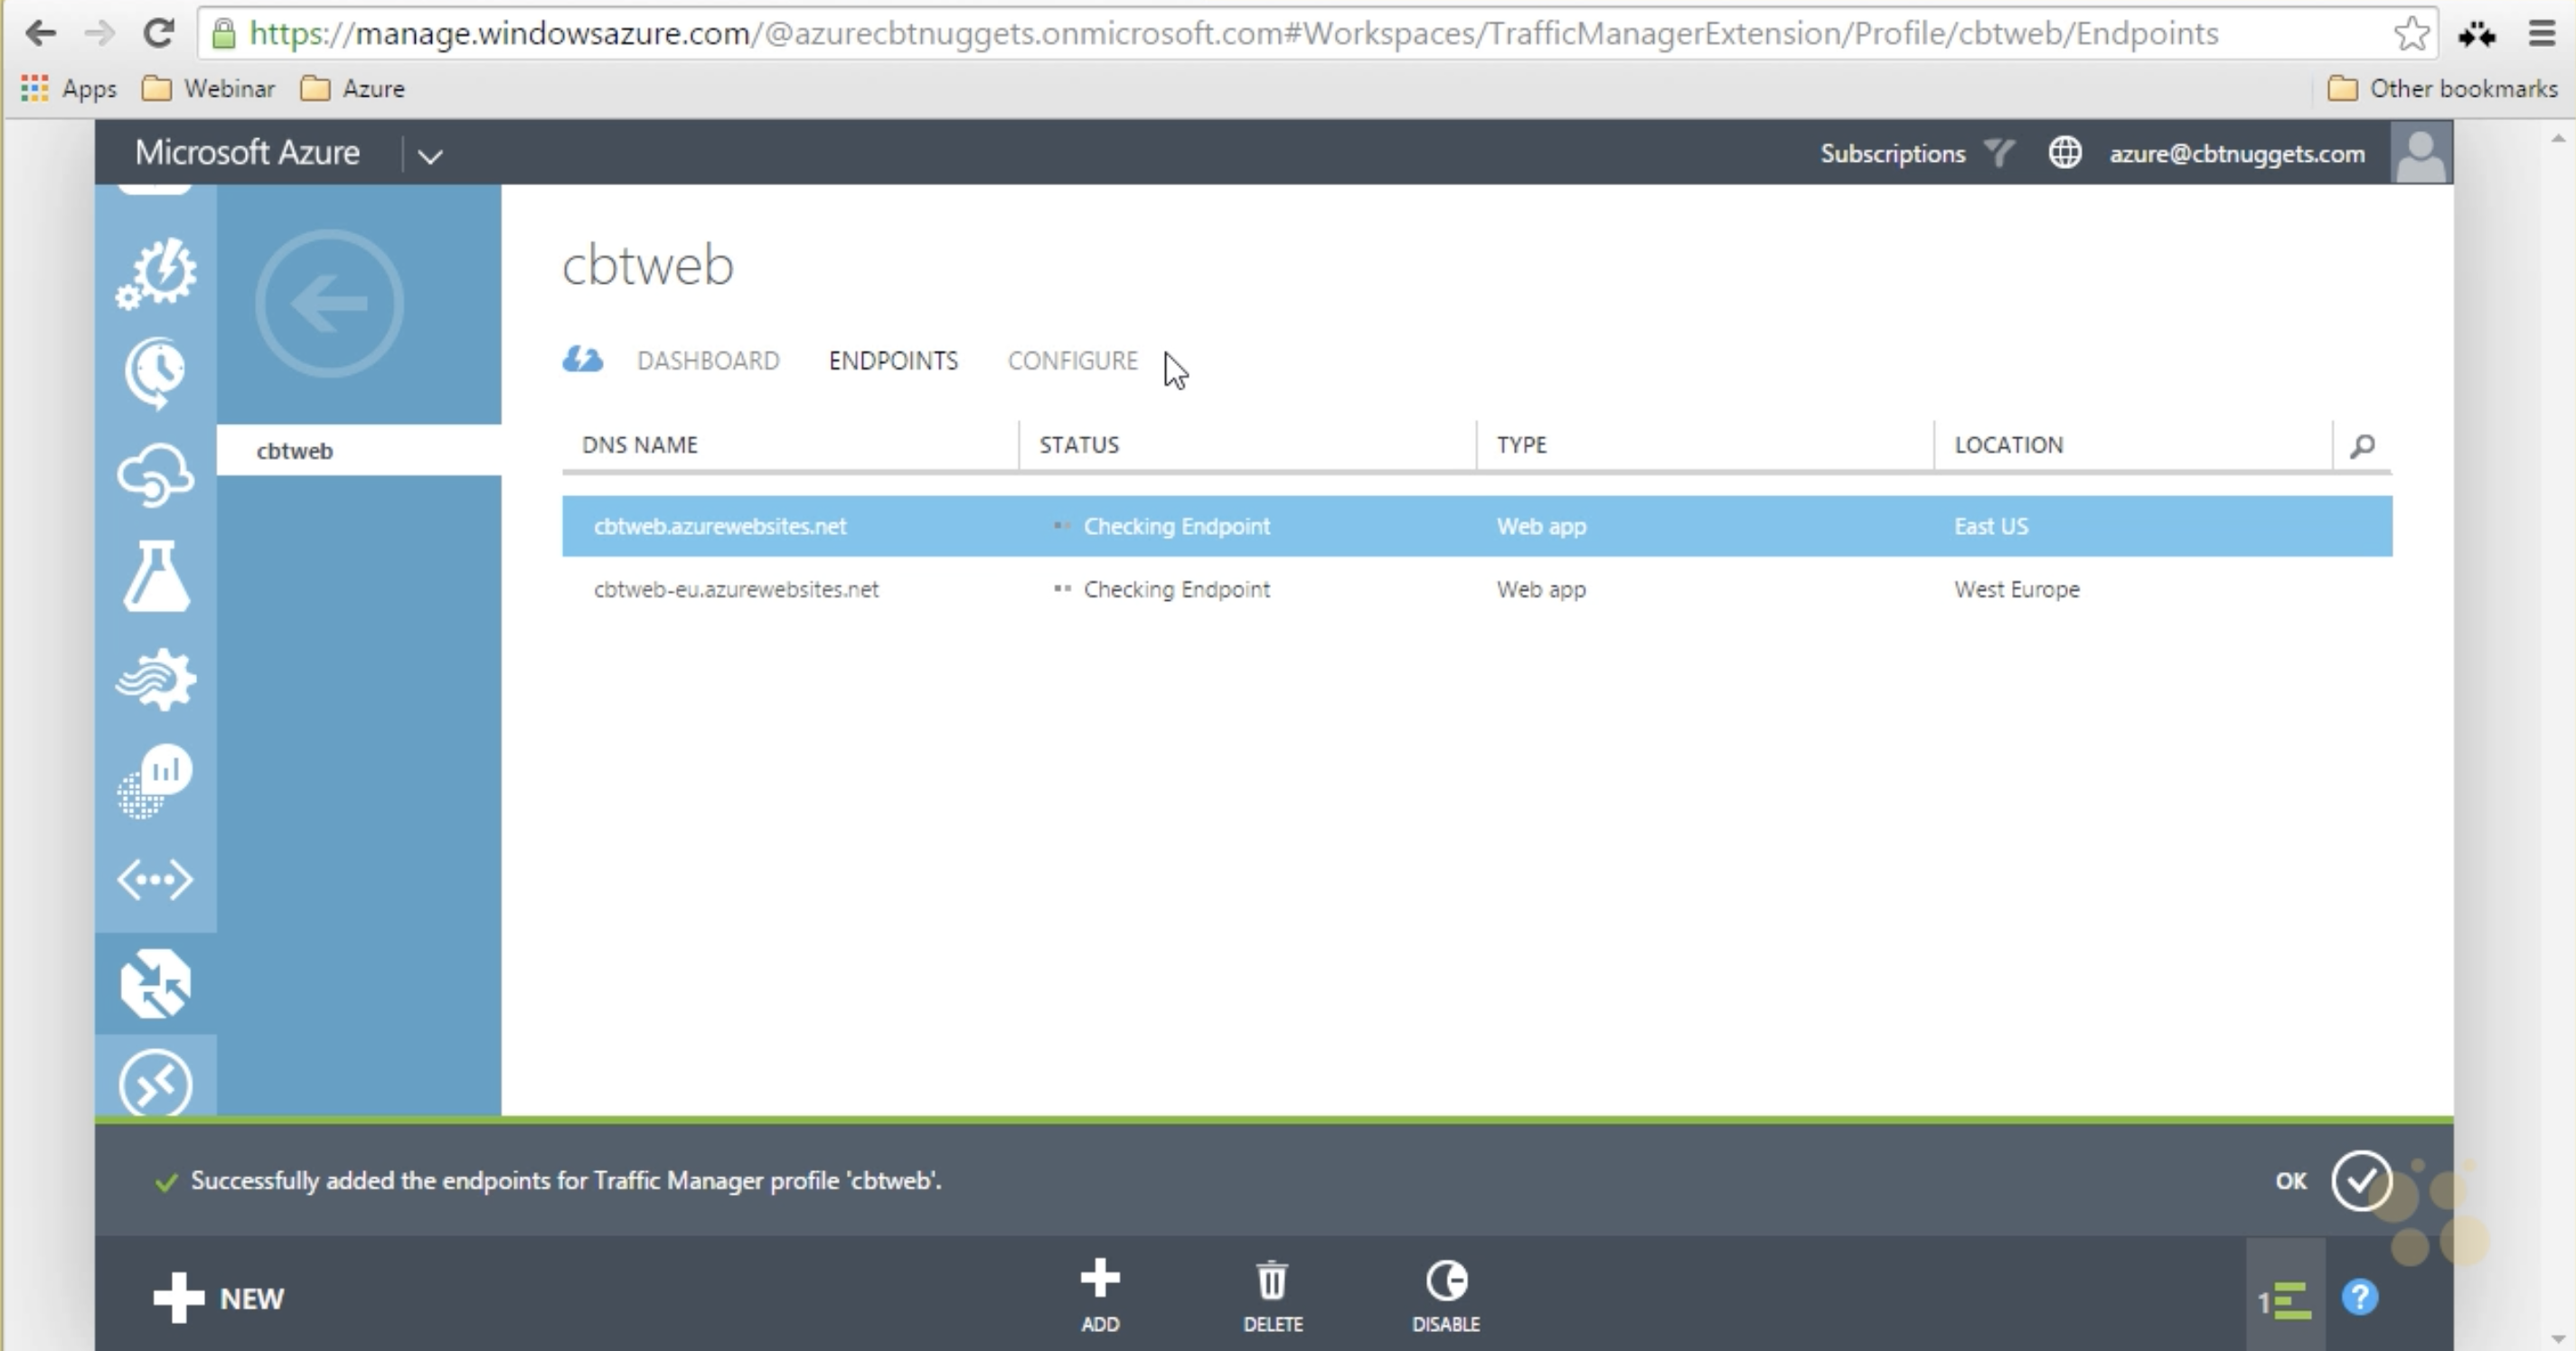 https://manage.windowsazure.com/@azurecbtnuggets.onmicrosoft.com#Workspaces/TrafficManagerExtension/Profile/cbtweb/Endpoints
Apps Webinar Azure Other bookmarks
Microsoft Azure Subscriptions azure@cbtnuggets.com
cbtweb
DASHBOARD ENDPOINTS CONFIGURE
cbtweb
DNS NAME STATUS TYPE LOCATION
cbtweb.azurewebsites.net Checking Endpoint Web app East US
cbtweb-eu.azurewebsites.net Checking Endpoint Web app West Europe
Successfully added the endpoints for Traffic Manager profile 'cbtweb'. OK
NEW ADD DELETE DISABLE 1 ?